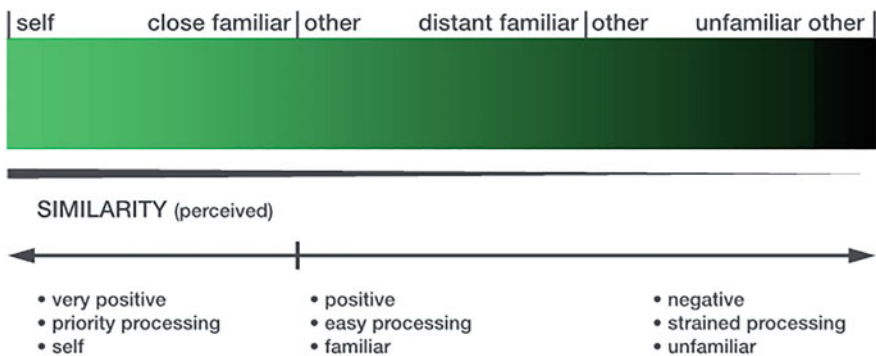 self close familiar other distant familiar other unfamiliar other
SIMILARITY (perceived)
• very positive • positive • negative
• priority processing • easy processing • strained processing
• self • familiar • unfamiliar